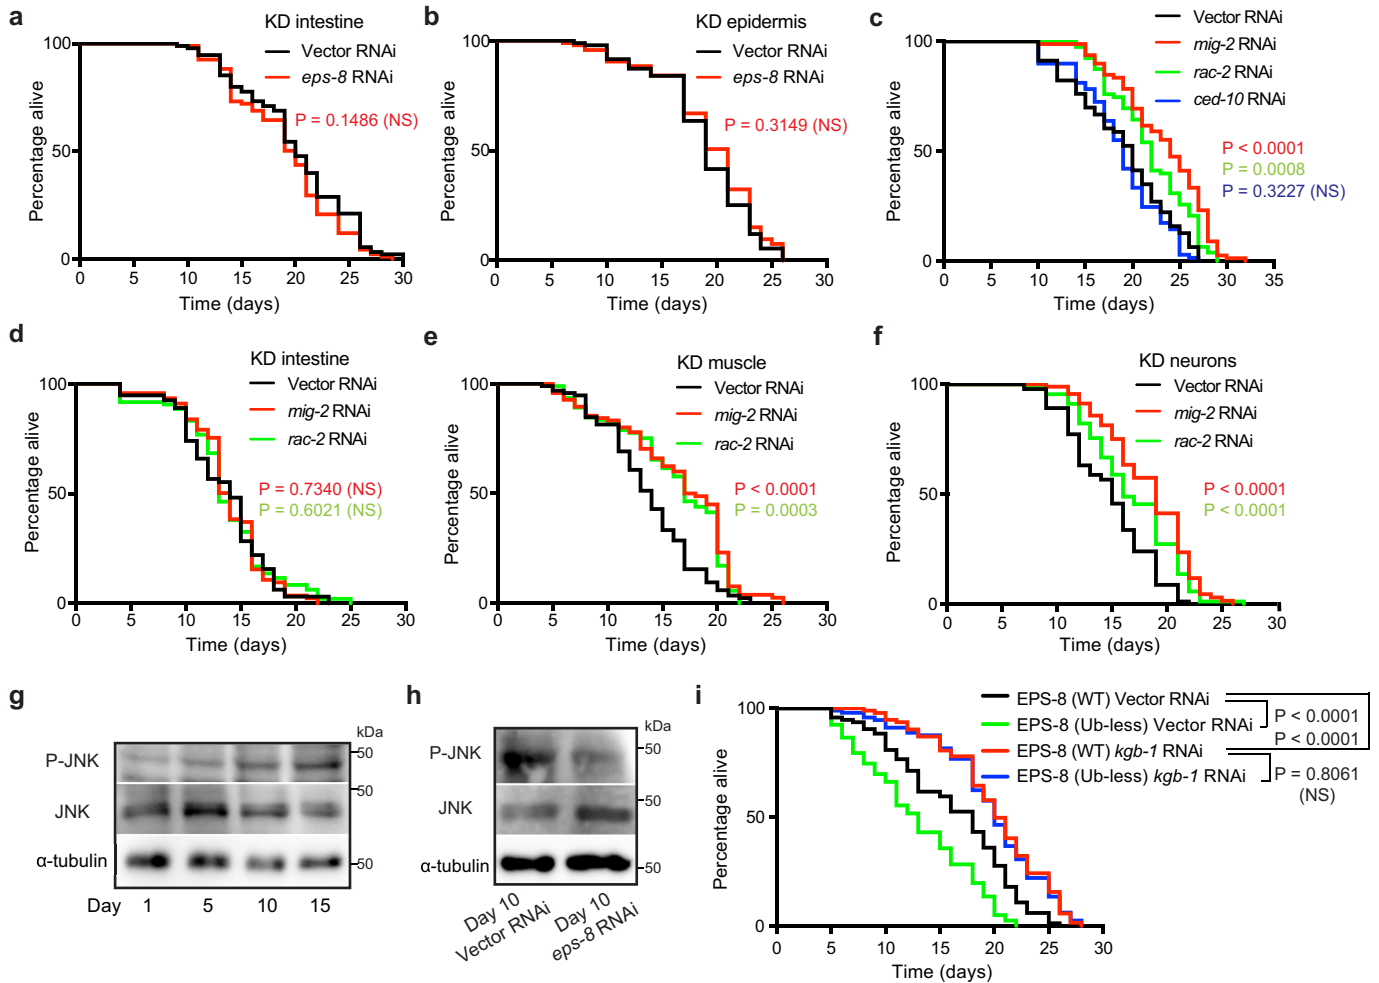 a
KD intestine
Vector RNAi
eps-8 RNAi
P = 0.1486 (NS)
Percentage alive
100
50
0
0 5 10 15 20 25 30
Time (days)
b
KD epidermis
Vector RNAi
eps-8 RNAi
P = 0.3149 (NS)
Percentage alive
100
50
0
0 5 10 15 20 25 30
Time (days)
c
Vector RNAi
mig-2 RNAi
rac-2 RNAi
ced-10 RNAi
P < 0.0001
P = 0.0008
P = 0.3227 (NS)
Percentage alive
100
50
0
0 5 10 15 20 25 30 35
Time (days)
d
KD intestine
Vector RNAi
mig-2 RNAi
rac-2 RNAi
P = 0.7340 (NS)
P = 0.6021 (NS)
Percentage alive
100
50
0
0 5 10 15 20 25 30
Time (days)
e
KD muscle
Vector RNAi
mig-2 RNAi
rac-2 RNAi
P < 0.0001
P = 0.0003
Percentage alive
100
50
0
0 5 10 15 20 25 30
Time (days)
f
KD neurons
Vector RNAi
mig-2 RNAi
rac-2 RNAi
P < 0.0001
P < 0.0001
Percentage alive
100
50
0
0 5 10 15 20 25 30
Time (days)
g
kDa
P-JNK
50
JNK
50
α-tubulin
50
Day 1 5 10 15
h
kDa
P-JNK
50
JNK
50
α-tubulin
50
Day 10
Vector RNAi
Day 10
eps-8 RNAi
i
EPS-8 (WT) Vector RNAi
EPS-8 (Ub-less) Vector RNAi
EPS-8 (WT) kgb-1 RNAi
EPS-8 (Ub-less) kgb-1 RNAi
P < 0.0001
P < 0.0001
P = 0.8061
(NS)
Percentage alive
100
50
0
0 5 10 15 20 25 30
Time (days)